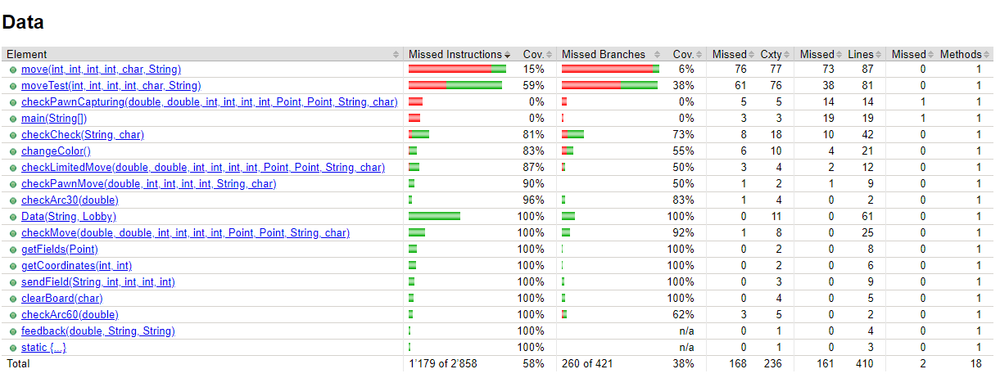 Data
Element Missed Instructions Cov. Missed Branches Cov. Missed Cxty Missed Lines Missed Methods
move(int, int, int, int, char, String) 15% 6% 76 77 73 87 0 1
moveTest(int, int, int, int, char, String) 59% 38% 61 76 38 81 0 1
checkPawnCapturing(double, double, int, int, int, int, Point, Point, String, char) 0% 0% 5 5 14 14 1 1
main(String[]) 0% 0% 3 3 19 19 1 1
checkCheck(String, char) 81% 73% 8 18 10 42 0 1
changeColor() 83% 55% 6 10 4 21 0 1
checkLimitedMove(double, double, int, int, int, int, Point, Point, String, char) 87% 50% 3 4 2 12 0 1
checkPawnMove(double, int, int, int, int, String, char) 90% 50% 1 2 1 9 0 1
checkArc30(double) 96% 83% 1 4 0 2 0 1
Data(String, Lobby) 100% 100% 0 11 0 61 0 1
checkMove(double, double, int, int, int, int, Point, Point, String, char) 100% 92% 1 8 0 25 0 1
getFields(Point) 100% 100% 0 2 0 8 0 1
getCoordinates(int, int) 100% 100% 0 2 0 6 0 1
sendField(String, int, int, int, int) 100% 100% 0 3 0 9 0 1
clearBoard(char) 100% 100% 0 4 0 5 0 1
checkArc60(double) 100% 62% 3 5 0 2 0 1
feedback(double, String, String) 100% n/a 0 1 0 4 0 1
static {...} 100% n/a 0 1 0 3 0 1
Total 1'179 of 2'858 58% 260 of 421 38% 168 236 161 410 2 18